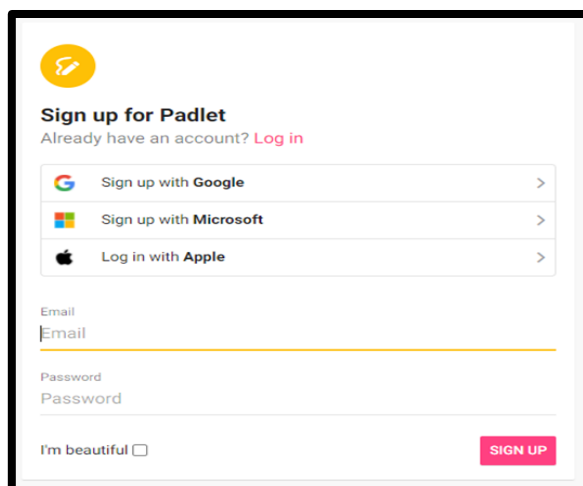 Sign up for Padlet
Already have an account? Log in
Sign up with Google
Sign up with Microsoft
Log in with Apple
Email
Email
Password
Password
I'm beautiful
SIGN UP